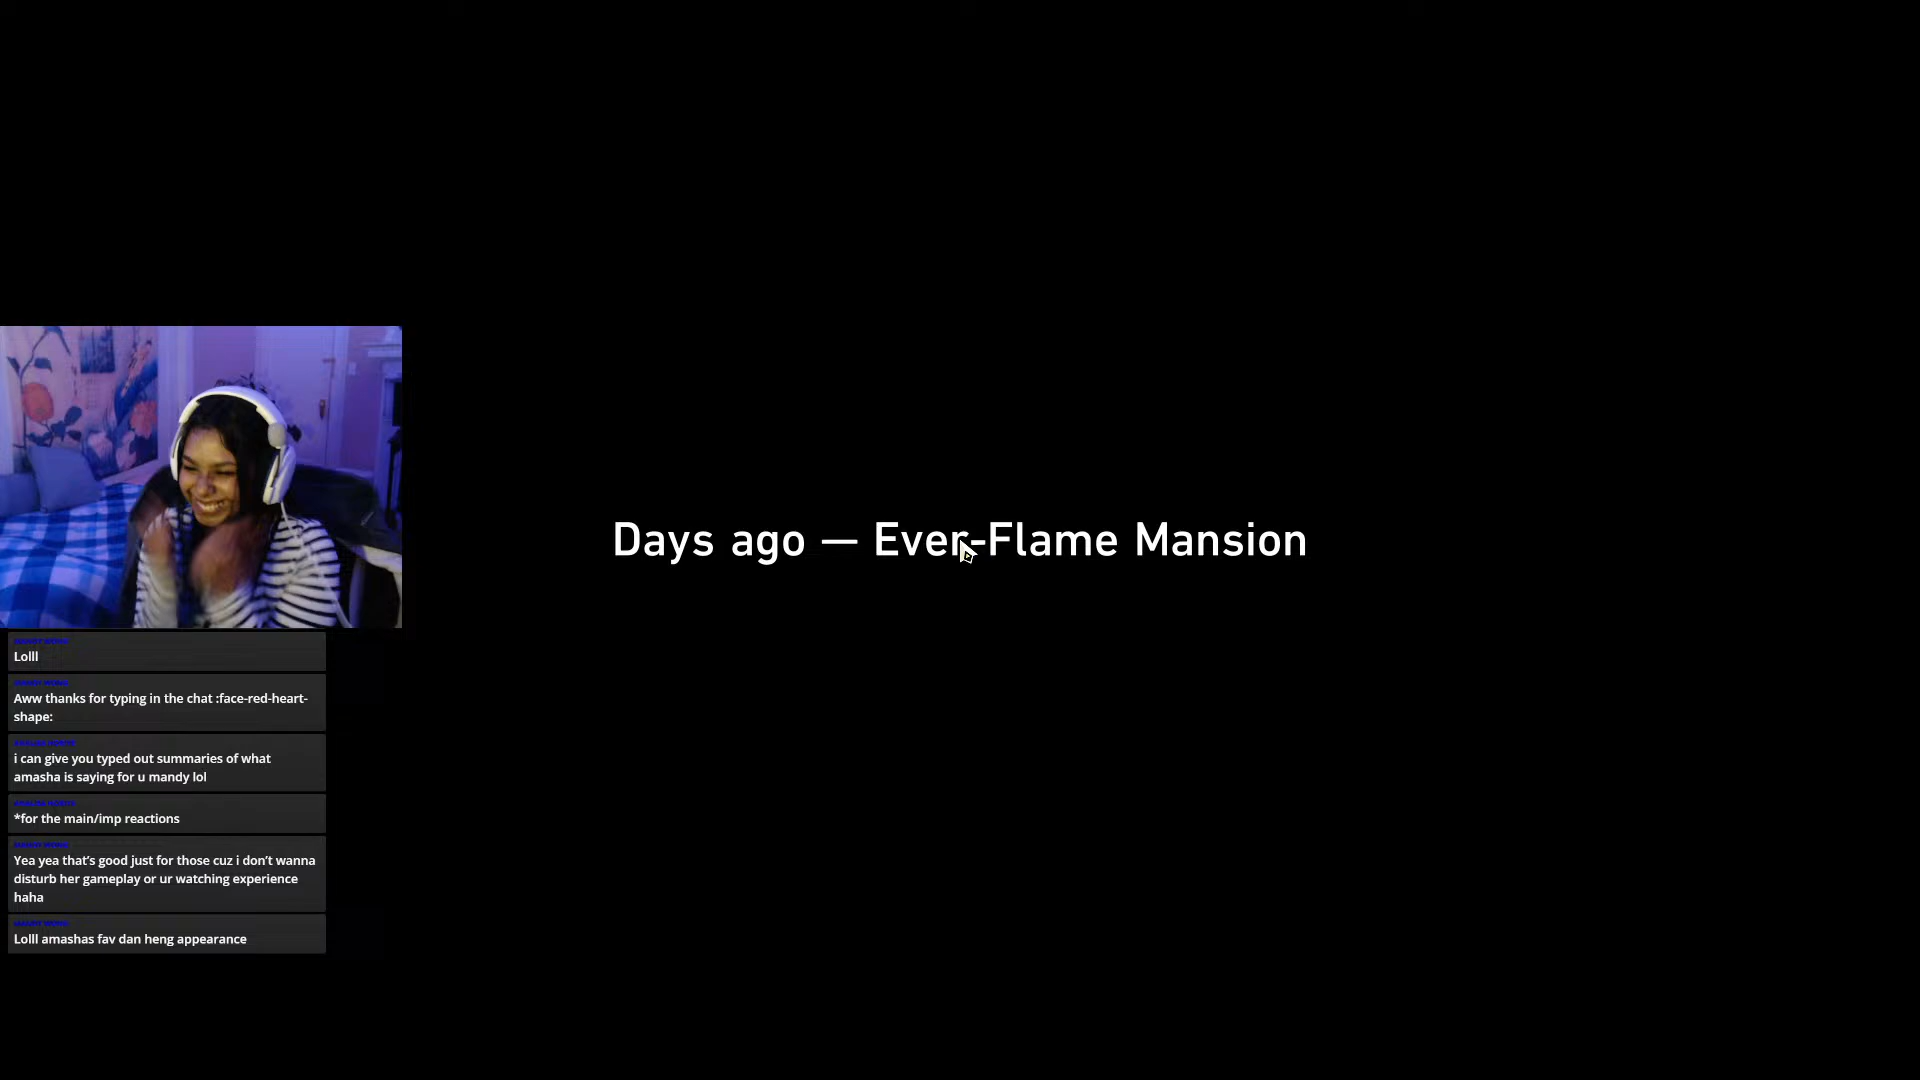 Days ago — Ever-Flame Mansion
Lolll
Aww thanks for typing in the chat :face-red-heart-
shape:
i can give you typed out summaries of what
amasha is saying for u mandy lol
*for the main/imp reactions
Yea yea that’s good just for those cuz i don’t wanna
disturb her gameplay or ur watching experience
haha
Lolll amashas fav dan heng appearance